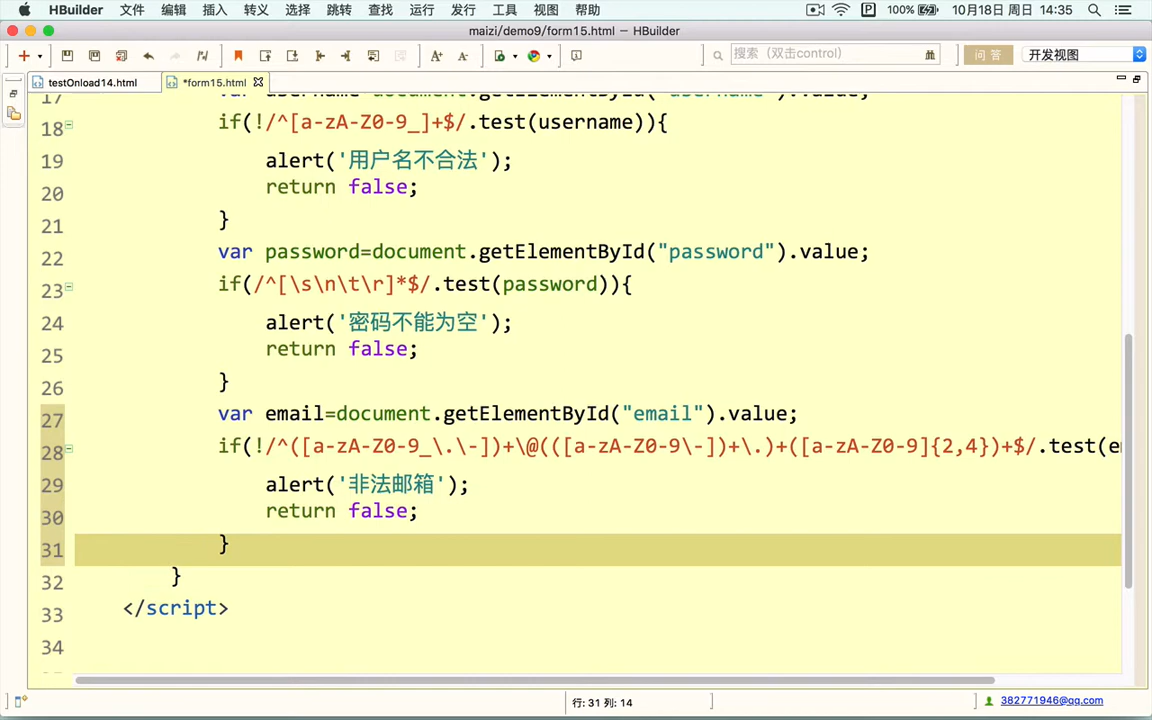 HBuilder 文件 编辑 插入 转义 选择 跳转 查找 运行 发行 工具 视图 帮助 100% 10月18日 周日 14:35
maizi/demo9/form15.html — HBuilder
搜索（双击control） 问答 开发视图
testOnload14.html *form15.html
17 var username=document.getElementById("username").value;
18 if(!/^[a-zA-Z0-9_]+$/.test(username)){
19 alert('用户名不合法');
20 return false;
21 }
22 var password=document.getElementById("password").value;
23 if(/^[\s\n\t\r]*$/.test(password)){
24 alert('密码不能为空');
25 return false;
26 }
27 var email=document.getElementById("email").value;
28 if(!/^([a-zA-Z0-9_\.\-])+\@(([a-zA-Z0-9\-])+\.)+([a-zA-Z0-9]{2,4})+$/.test(e
29 alert('非法邮箱');
30 return false;
31 }
32 }
33 </script>
34
行: 31 列: 14 382771946@qq.com